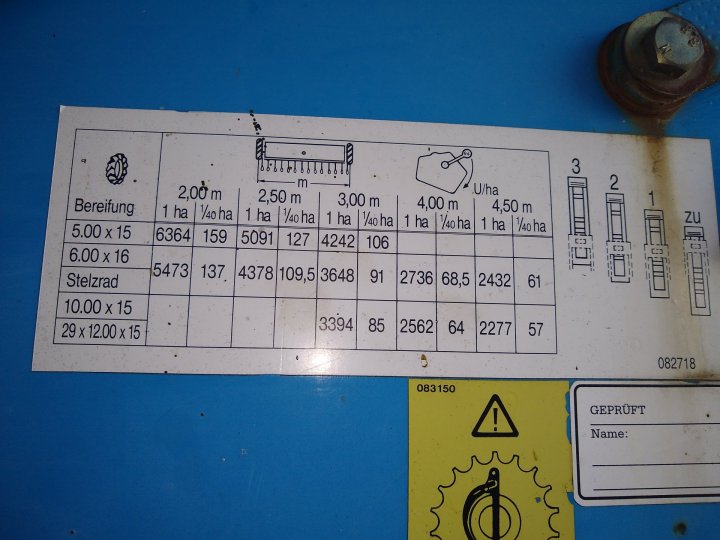 m
U/ha
Bereifung
2,00 m 2,50 m 3,00 m 4,00 m 4,50 m
1 ha ¹⁄₄₀ ha 1 ha ¹⁄₄₀ ha 1 ha ¹⁄₄₀ ha 1 ha ¹⁄₄₀ ha 1 ha ¹⁄₄₀ ha
5.00 x 15 6364 159 5091 127 4242 106
6.00 x 16
Stelzrad 5473 137 4378 109,5 3648 91 2736 68,5 2432 61
10.00 x 15
29 x 12.00 x 15 3394 85 2562 64 2277 57
3 2 1 zu
082718
083150
GEPRÜFT
Name: